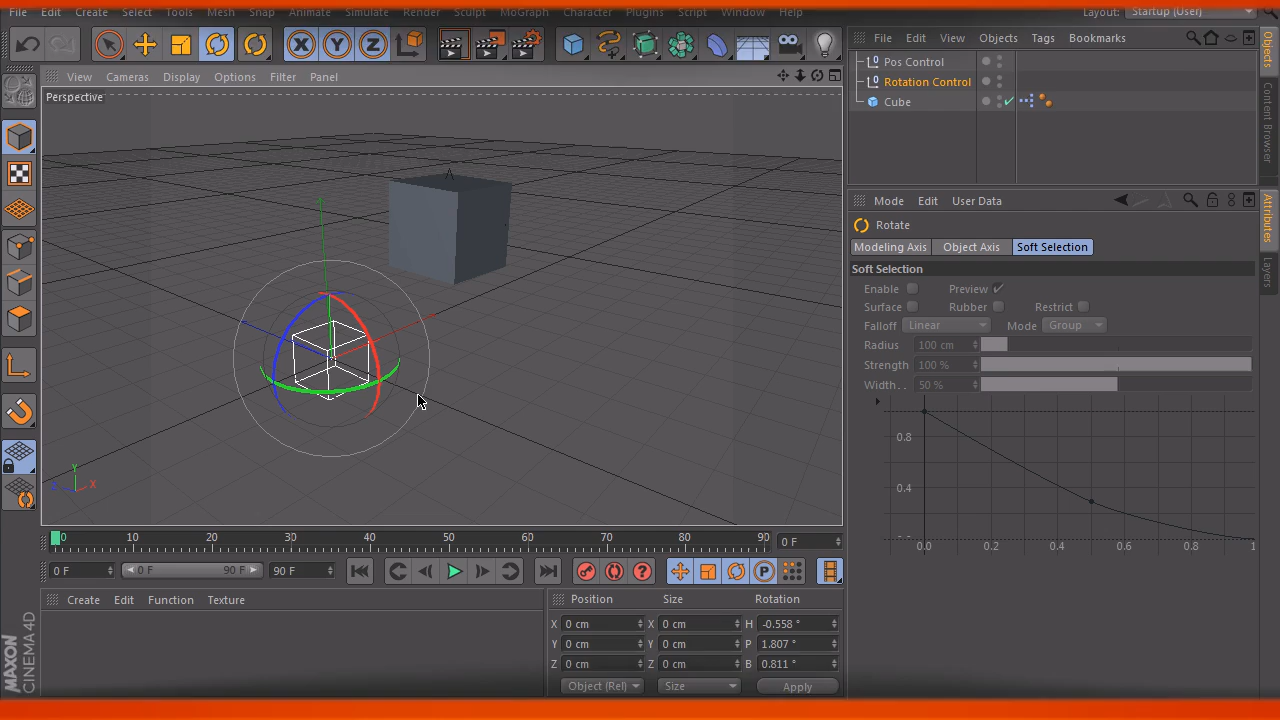 File Edit Create Select Tools Mesh Snap Animate Simulate Render Sculpt MoGraph Character Plugins Script Window Help
Layout: Startup (User)
X Y Z
File Edit View Objects Tags Bookmarks
View Cameras Display Options Filter Panel
Perspective
Pos Control
Rotation Control
Cube
Objects
Content Browser
Attributes
Layers
Mode Edit User Data
Rotate
Modeling Axis Object Axis Soft Selection
Soft Selection
Enable Preview
Surface Rubber Restrict
Falloff Linear Mode Group
Radius 100 cm
Strength 100 %
Width.. 50 %
0.8
0.4
0.0 0.2 0.4 0.6 0.8 1
Y
Z X
0 10 20 30 40 50 60 70 80 90 0 F
0 F 0 F 90 F 90 F
P
Create Edit Function Texture
Position Size Rotation
X 0 cm X 0 cm H -0.558 °
Y 0 cm Y 0 cm P 1.807 °
Z 0 cm Z 0 cm B 0.811 °
Object (Rel) Size Apply
MAXON
CINEMA4D